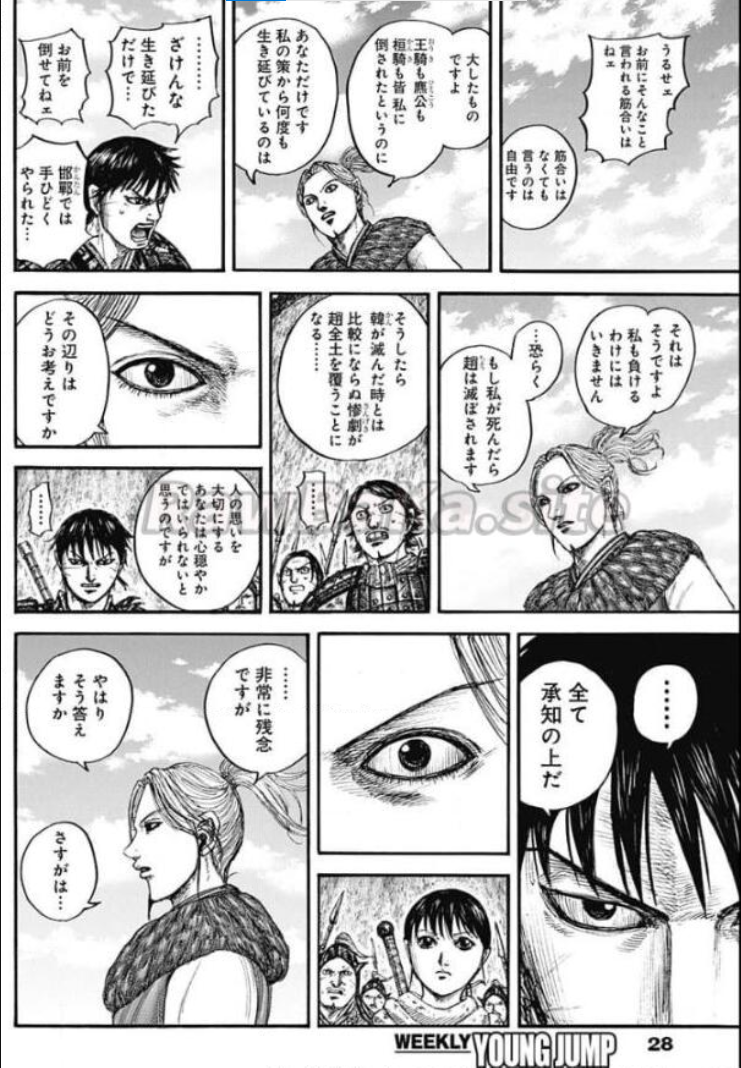 うるせェ
お前にそんなこと
言われる筋合いは
ねェ
筋合いは
なくても
言うのは
自由です
大したもの
ですよ
王騎も麃公も
桓騎も皆私に
倒されたというのに
あなただけです
私の策から何度も
生き延びているのは
………
ざけんな
生き延びた
だけで…
お前を
倒せてねェ
邯鄲では
手ひどく
やられた…
それは
そうですよ
私も負ける
わけには
いきません
…恐らく
もし私が死んだら
趙は滅ぼされます
そうしたら
韓が滅んだ時とは
比較にならぬ惨劇が
趙全土を覆うことに
なる……
……
その辺りは
どうお考えですか
人の思いを
大切にする
あなたは心穏やか
ではいられないと
思うのですが
……
……
全て
承知の上だ
……
非常に残念
ですが
やはり
そう答え
ますか
さすがは…
WEEKLY YOUNG JUMP 28